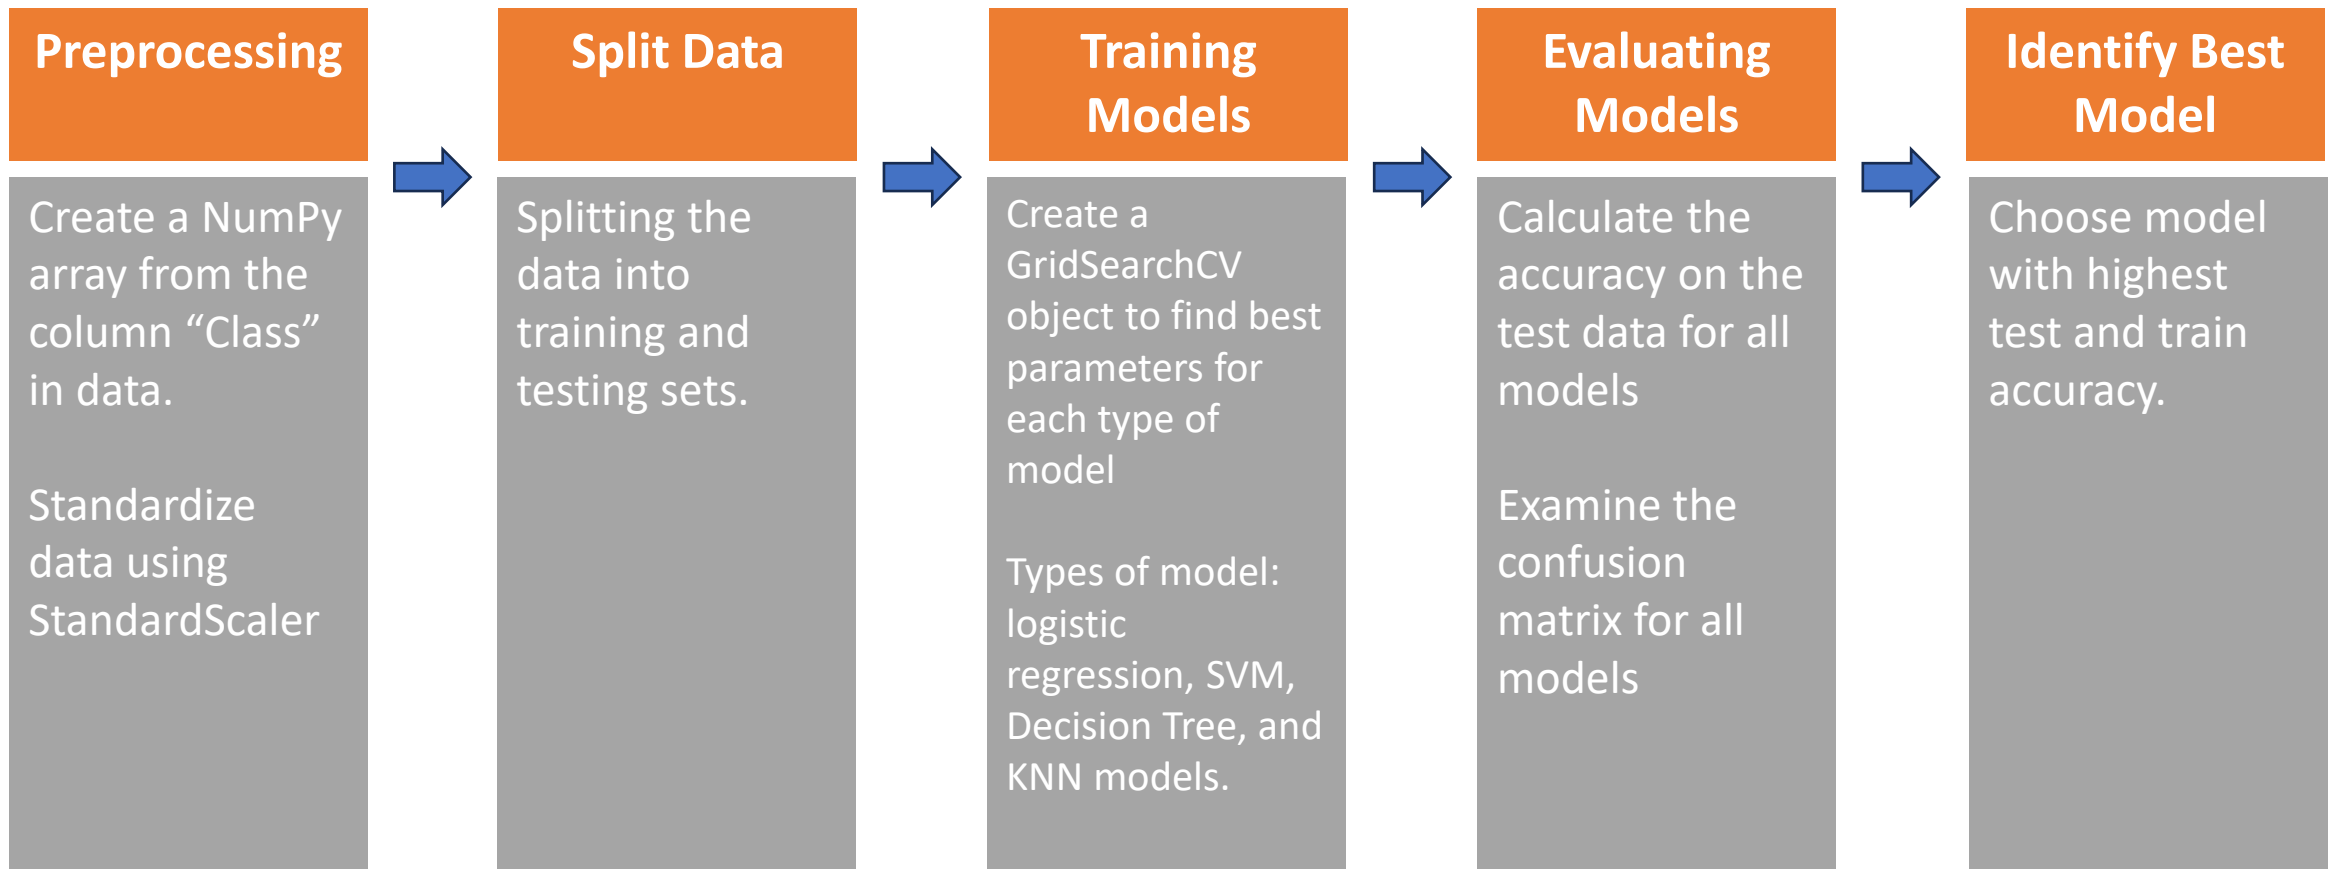 Preprocessing
Create a NumPy
array from the
column “Class”
in data.
Standardize
data using
StandardScaler
Split Data
Splitting the
data into
training and
testing sets.
Training
Models
Create a
GridSearchCV
object to find best
parameters for
each type of
model
Types of model:
logistic
regression, SVM,
Decision Tree, and
KNN models.
Evaluating
Models
Calculate the
accuracy on the
test data for all
models
Examine the
confusion
matrix for all
models
Identify Best
Model
Choose model
with highest
test and train
accuracy.